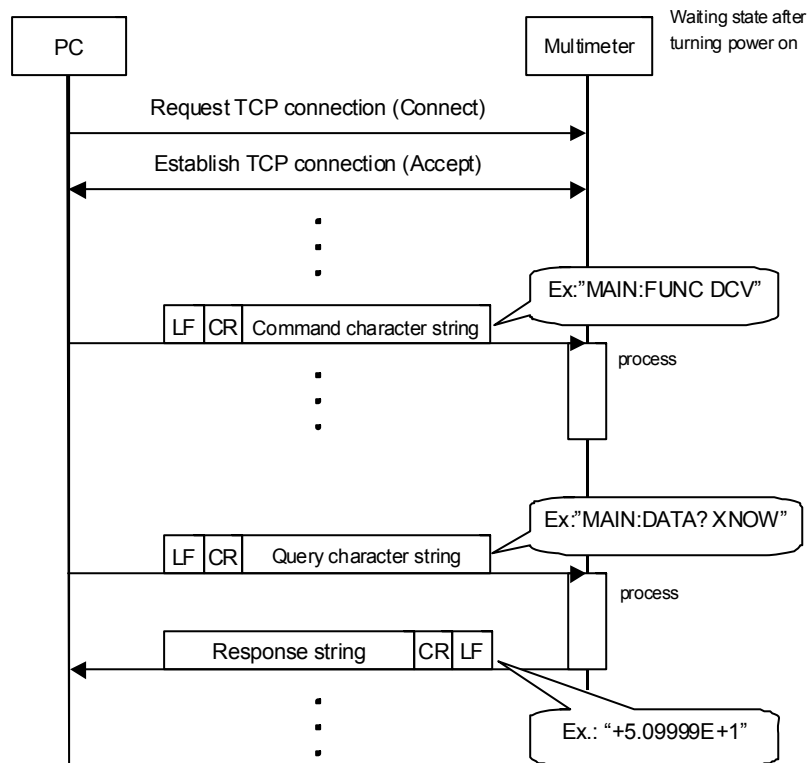 PC
Multimeter
Waiting state after
turning power on
Request TCP connection (Connect)
Establish TCP connection (Accept)
Ex:”MAIN:FUNC DCV”
LF CR Command character string
process
Ex:”MAIN:DATA? XNOW”
LF CR Query character string
process
Response string CR LF
Ex.: “+5.09999E+1”